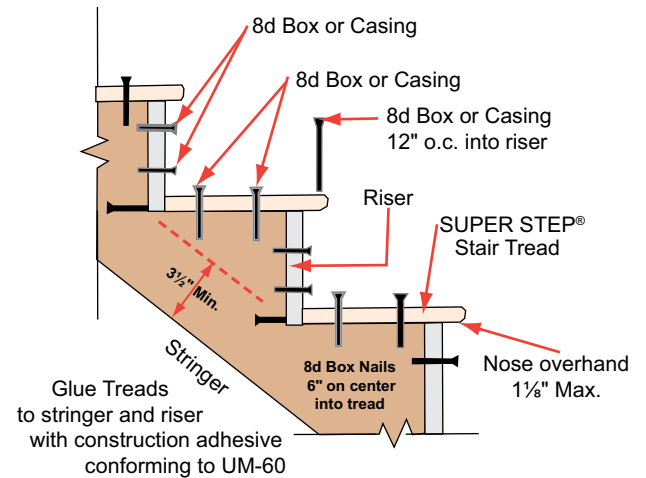 8d Box or Casing
8d Box or Casing
8d Box or Casing
12" o.c. into riser
Riser
SUPER STEP®
Stair Tread
3½" Min.
Stringer
8d Box Nails
6" on center
into tread
Nose overhand
1⅛" Max.
Glue Treads
to stringer and riser
with construction adhesive
conforming to UM-60